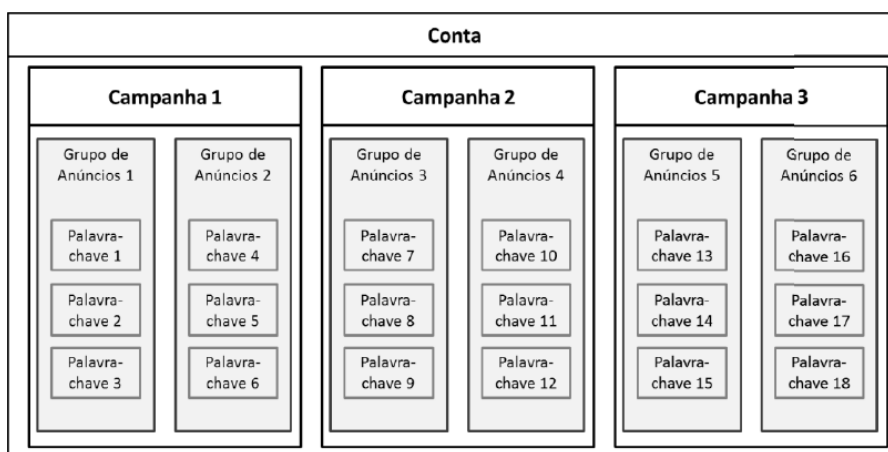 Conta
Campanha 1
Grupo de
Anúncios 1
Palavra-
chave 1
Palavra-
chave 2
Palavra-
chave 3
Grupo de
Anúncios 2
Palavra-
chave 4
Palavra-
chave 5
Palavra-
chave 6
Campanha 2
Grupo de
Anúncios 3
Palavra-
chave 7
Palavra-
chave 8
Palavra-
chave 9
Grupo de
Anúncios 4
Palavra-
chave 10
Palavra-
chave 11
Palavra-
chave 12
Campanha 3
Grupo de
Anúncios 5
Palavra-
chave 13
Palavra-
chave 14
Palavra-
chave 15
Grupo de
Anúncios 6
Palavra-
chave 16
Palavra-
chave 17
Palavra-
chave 18